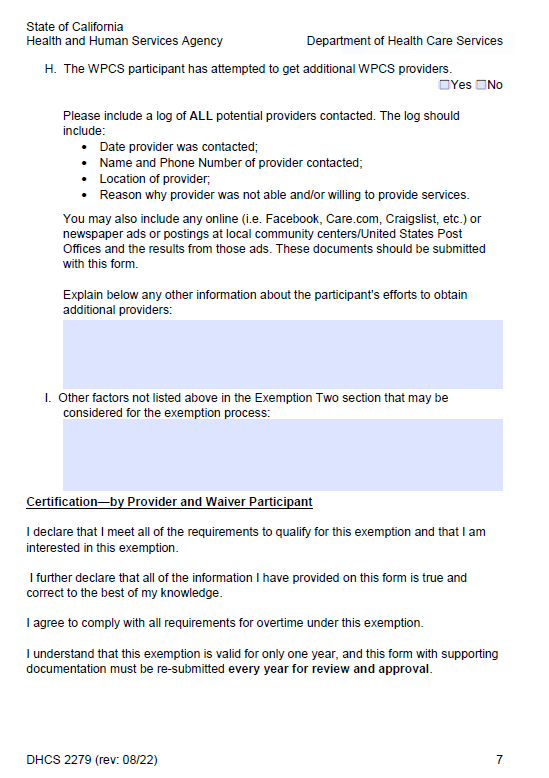 State of California
Health and Human Services Agency Department of Health Care Services
H. The WPCS participant has attempted to get additional WPCS providers.
Yes No
Please include a log of ALL potential providers contacted. The log should
include:
• Date provider was contacted;
• Name and Phone Number of provider contacted;
• Location of provider;
• Reason why provider was not able and/or willing to provide services.
You may also include any online (i.e. Facebook, Care.com, Craigslist, etc.) or
newspaper ads or postings at local community centers/United States Post
Offices and the results from those ads. These documents should be submitted
with this form.
Explain below any other information about the participant's efforts to obtain
additional providers:
I. Other factors not listed above in the Exemption Two section that may be
considered for the exemption process:
Certification—by Provider and Waiver Participant
I declare that I meet all of the requirements to qualify for this exemption and that I am
interested in this exemption.
I further declare that all of the information I have provided on this form is true and
correct to the best of my knowledge.
I agree to comply with all requirements for overtime under this exemption.
I understand that this exemption is valid for only one year, and this form with supporting
documentation must be re-submitted every year for review and approval.
DHCS 2279 (rev: 08/22) 7